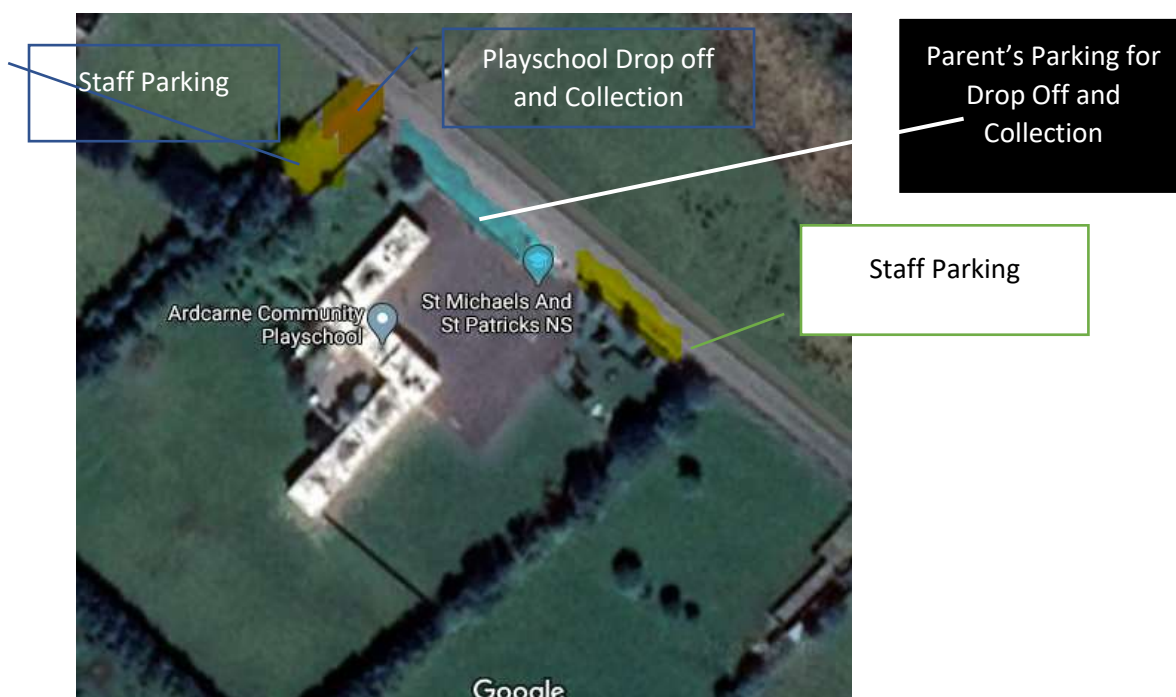 Staff Parking
Playschool Drop off
and Collection
Parent’s Parking for
Drop Off and
Collection
Staff Parking
St Michaels And
St Patricks NS
Ardcarne Community
Playschool
Google